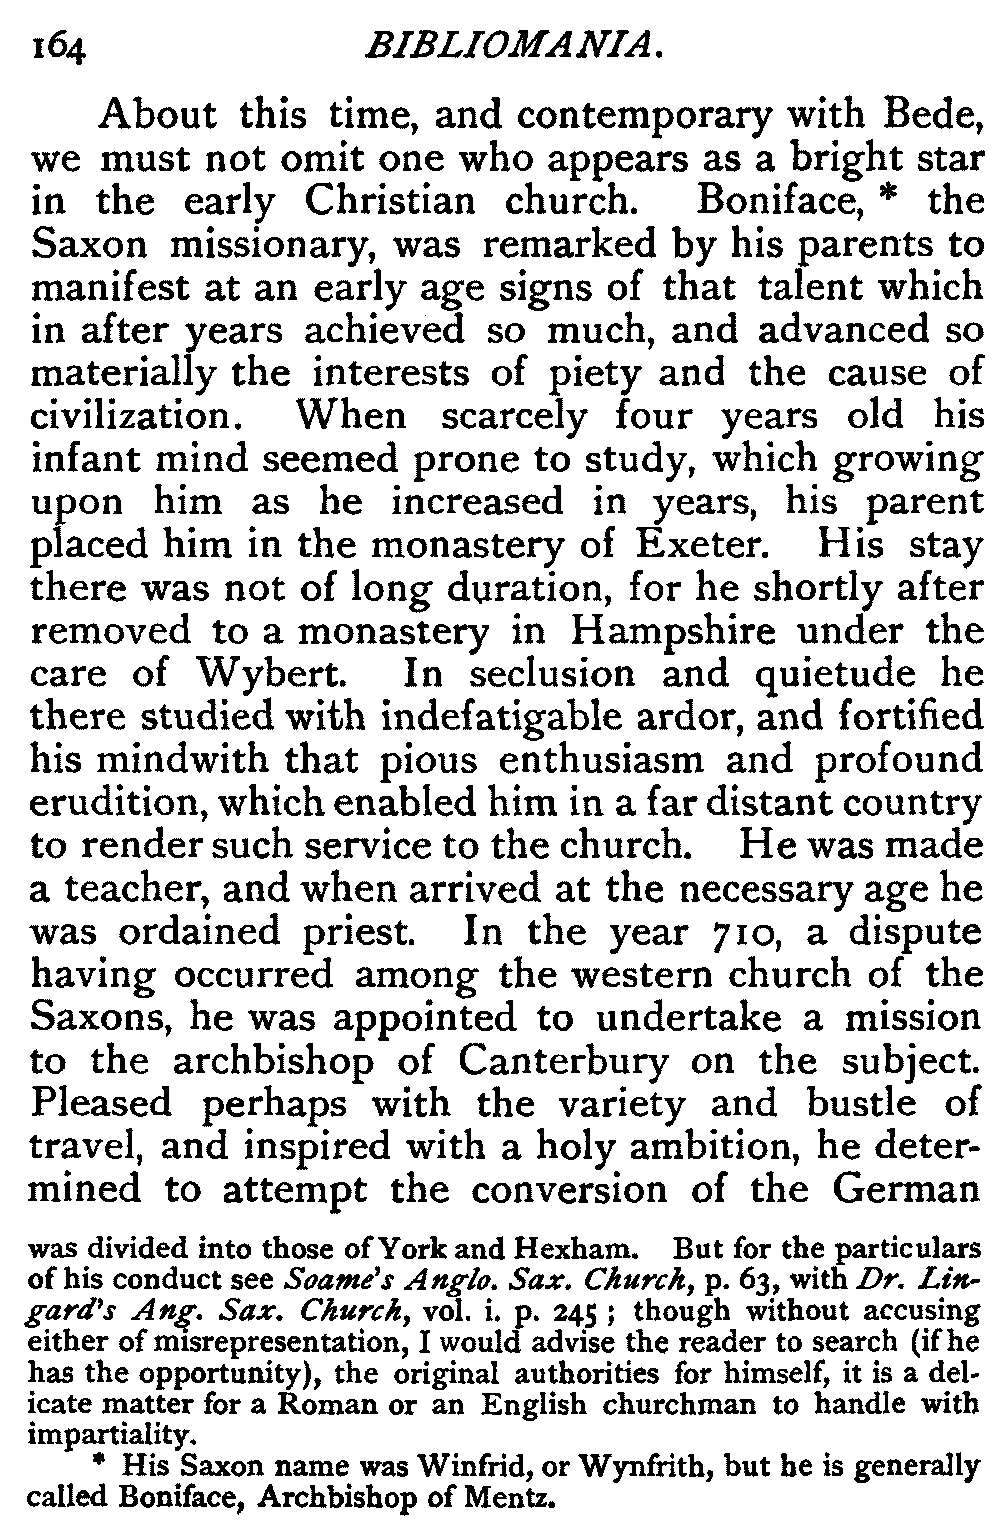 164 BIBLIOMANIA.
About this time, and contemporary with Bede,
we must not omit one who appears as a bright star
in the early Christian church. Boniface, * the
Saxon missionary, was remarked by his parents to
manifest at an early age signs of that talent which
in after years achieved so much, and advanced so
materially the interests of piety and the cause of
civilization. When scarcely four years old his
infant mind seemed prone to study, which growing
upon him as he increased in years, his parent
placed him in the monastery of Exeter. His stay
there was not of long duration, for he shortly after
removed to a monastery in Hampshire under the
care of Wybert. In seclusion and quietude he
there studied with indefatigable ardor, and fortified
his mindwith that pious enthusiasm and profound
erudition, which enabled him in a far distant country
to render such service to the church. He was made
a teacher, and when arrived at the necessary age he
was ordained priest. In the year 710, a dispute
having occurred among the western church of the
Saxons, he was appointed to undertake a mission
to the archbishop of Canterbury on the subject.
Pleased perhaps with the variety and bustle of
travel, and inspired with a holy ambition, he deter-
mined to attempt the conversion of the German
was divided into those of York and Hexham. But for the particulars
of his conduct see Soame's Anglo. Sax. Church, p. 63, with Dr. Lin-
gard's Ang. Sax. Church, vol. i. p. 245 ; though without accusing
either of misrepresentation, I would advise the reader to search (if he
has the opportunity), the original authorities for himself, it is a del-
icate matter for a Roman or an English churchman to handle with
impartiality.
* His Saxon name was Winfrid, or Wynfrith, but he is generally
called Boniface, Archbishop of Mentz.